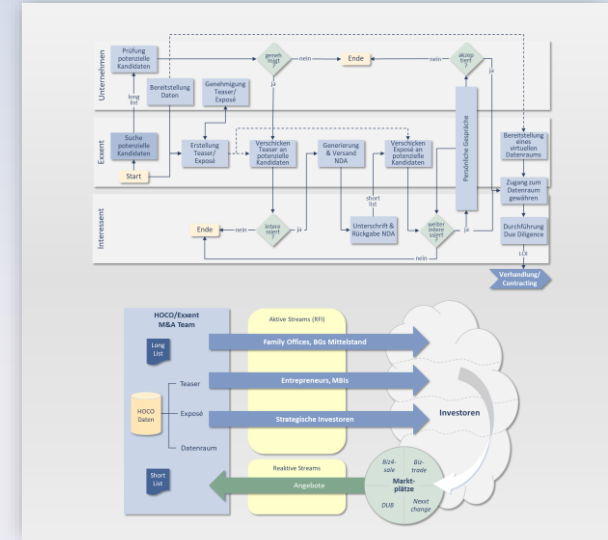 Unternehmen
Prüfung
potenzielle
Kandidaten
geneh
migt
?
nein
Ende
nein
akzep
tiert
?
ja
ja
long
list
Bereitstellung
Daten
Genehmigung
Teaser/
Exposé
Exxent
Suche
potenzielle
Kandidaten
Start
Erstellung
Teaser/
Exposé
Verschicken
Teaser an
potenzielle
Kandidaten
Generierung
& Versand
NDA
Verschicken
Exposé an
potenzielle
Kandidaten
Persönliche Gespräche
Bereitstellung
eines
virtuellen
Datenraums
Zugang zum
Datenraum
gewähren
short
list
Interessent
Ende
nein
intere
ssiert
?
ja
Unterschrift &
Rückgabe NDA
weiter
intere
ssiert
?
ja
nein
Durchführung
Due Diligence
LOI
Verhandlung/
Contracting
HOCO/Exxent
M&A Team
Aktive Streams (RFI)
Long
List
Family Offices, BGs Mittelstand
Teaser
Entrepreneurs, MBIs
HOCO
Daten
Exposé
Strategische Investoren
Investoren
Datenraum
Short
List
Reaktive Streams
Angebote
Biz4-
sale
Biz-
trade
Markt-
plätze
DUB
Nexxt
change